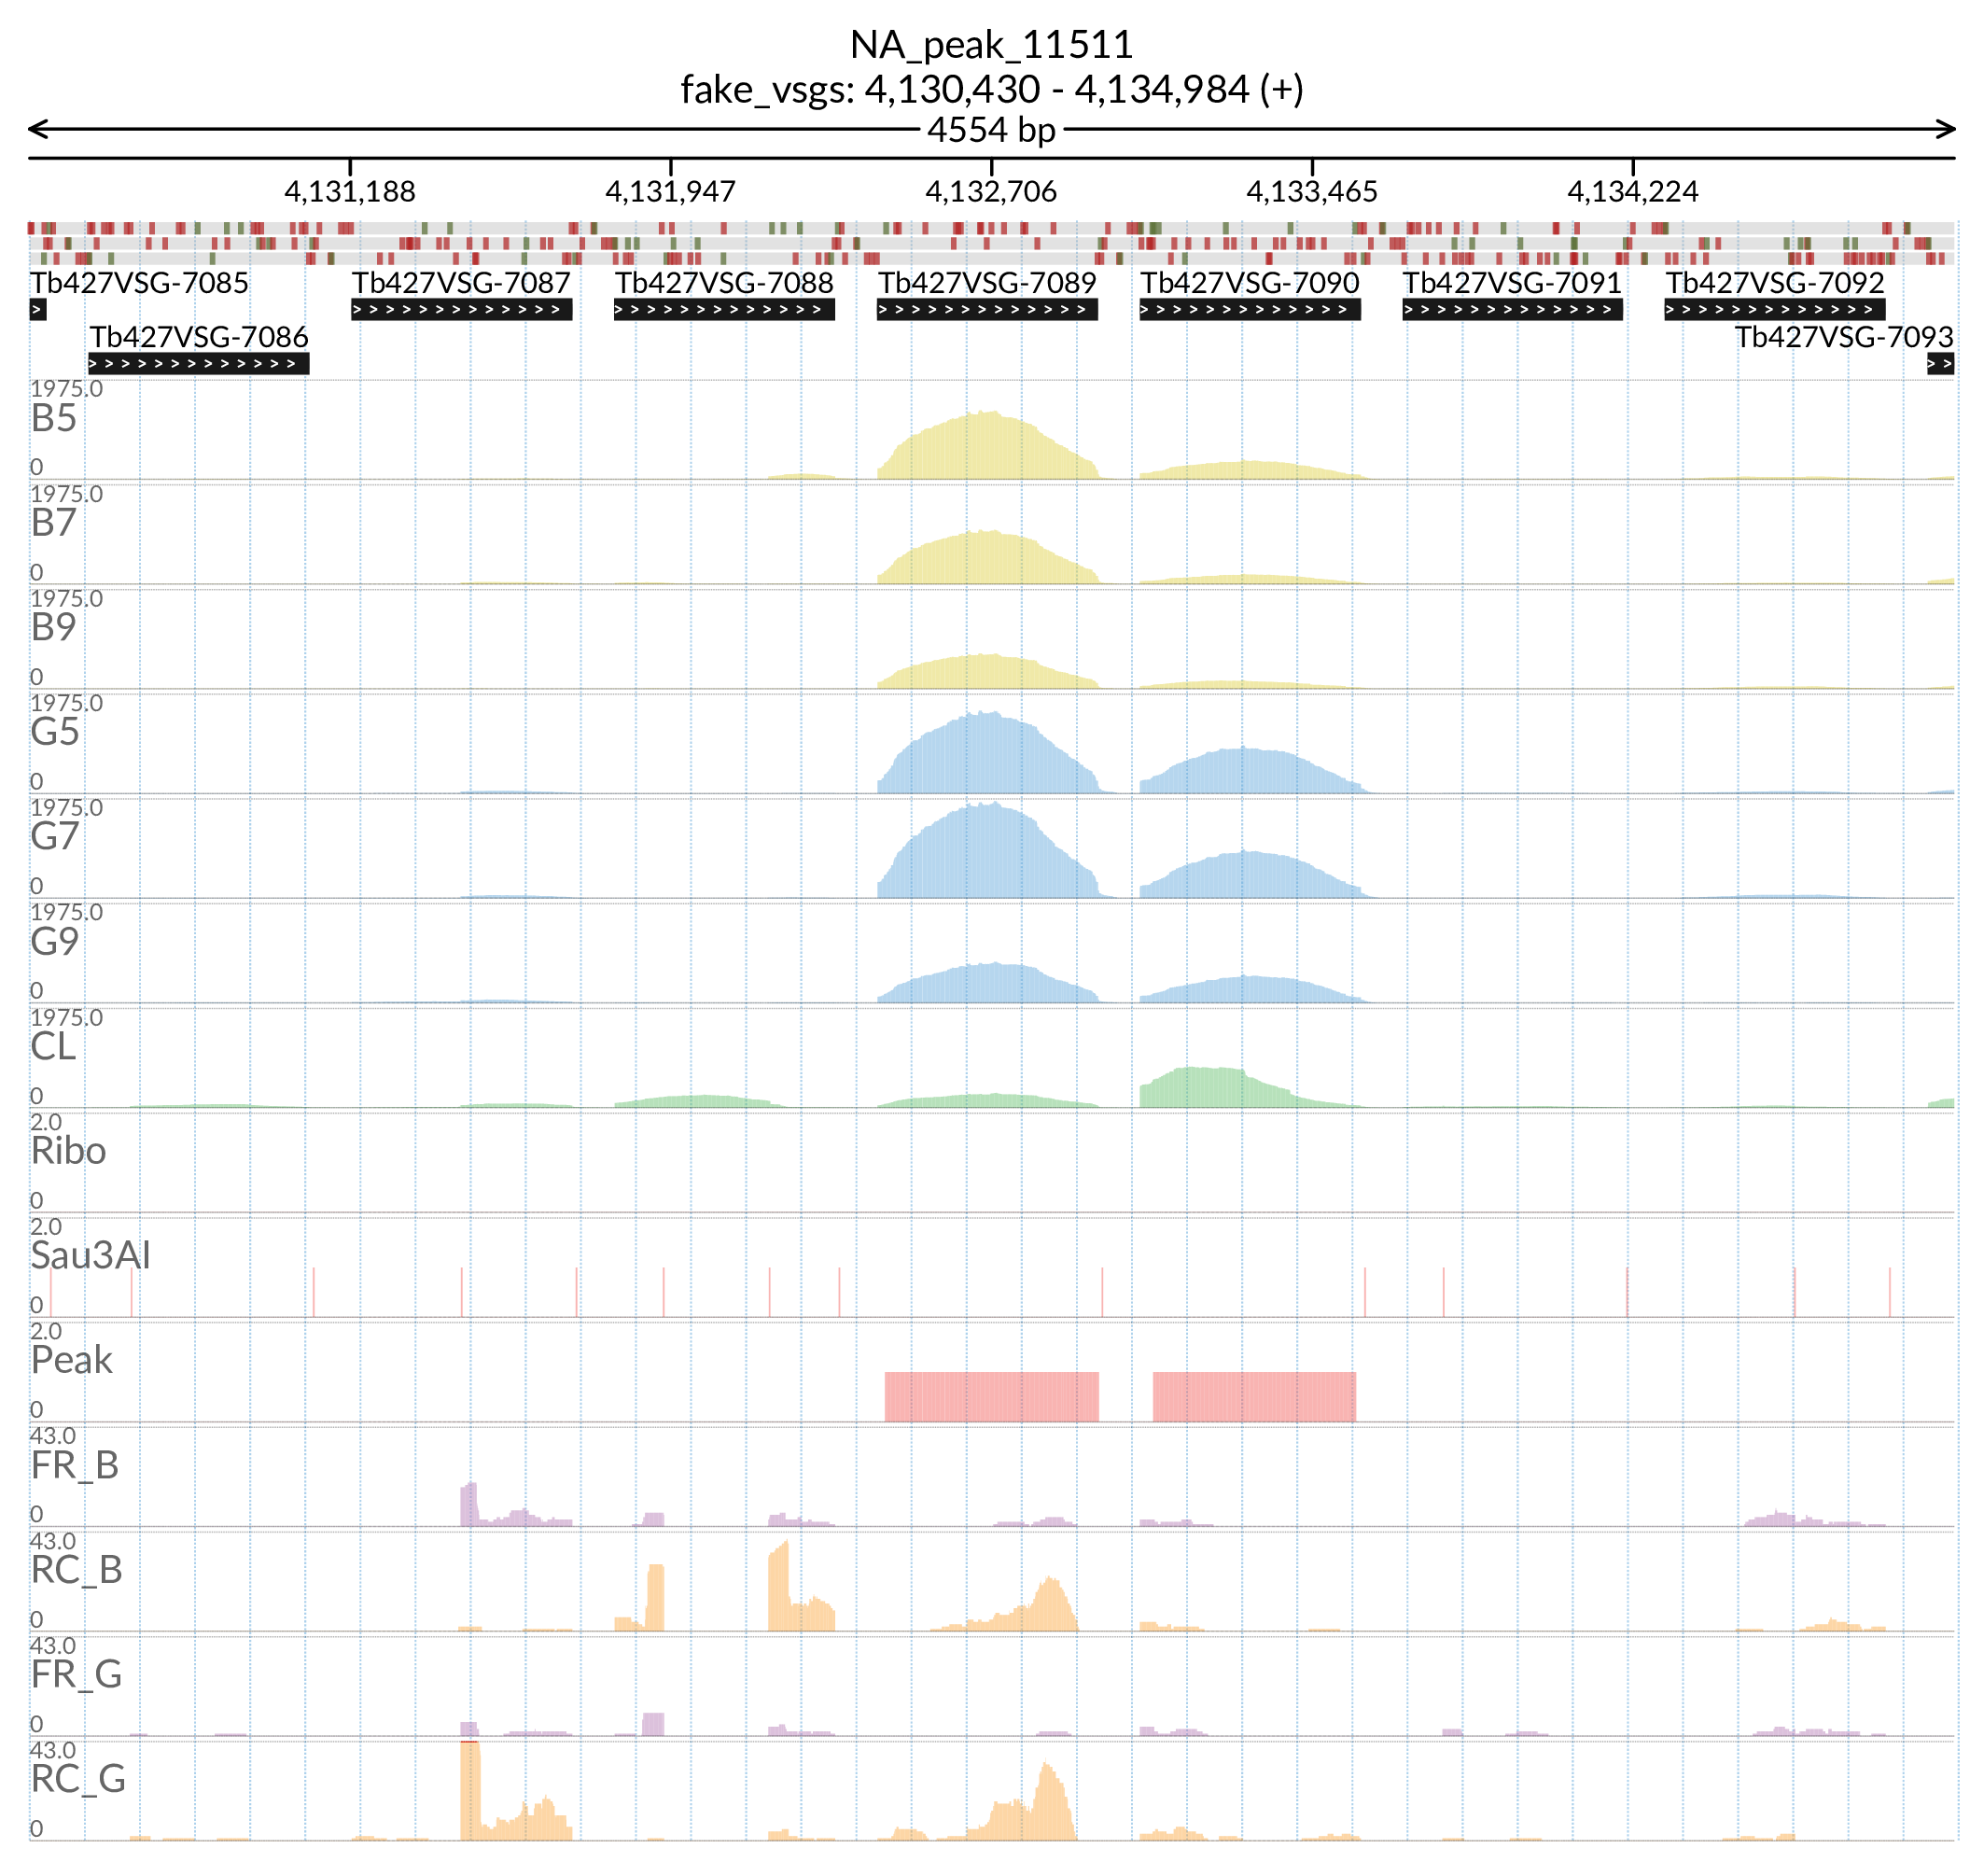 NA_peak_11511
fake_vsgs: 4,130,430 - 4,134,984 (+)
4554 bp
4,131,188 4,131,947 4,132,706 4,133,465 4,134,224
Tb427VSG-7085 Tb427VSG-7087 Tb427VSG-7088 Tb427VSG-7089 Tb427VSG-7090 Tb427VSG-7091 Tb427VSG-7092
Tb427VSG-7086 Tb427VSG-7093
1975.0
B5
0
1975.0
B7
0
1975.0
B9
0
1975.0
G5
0
1975.0
G7
0
1975.0
G9
0
1975.0
CL
0
2.0
Ribo
0
2.0
Sau3AI
0
2.0
Peak
0
43.0
FR_B
0
43.0
RC_B
0
43.0
FR_G
0
43.0
RC_G
0